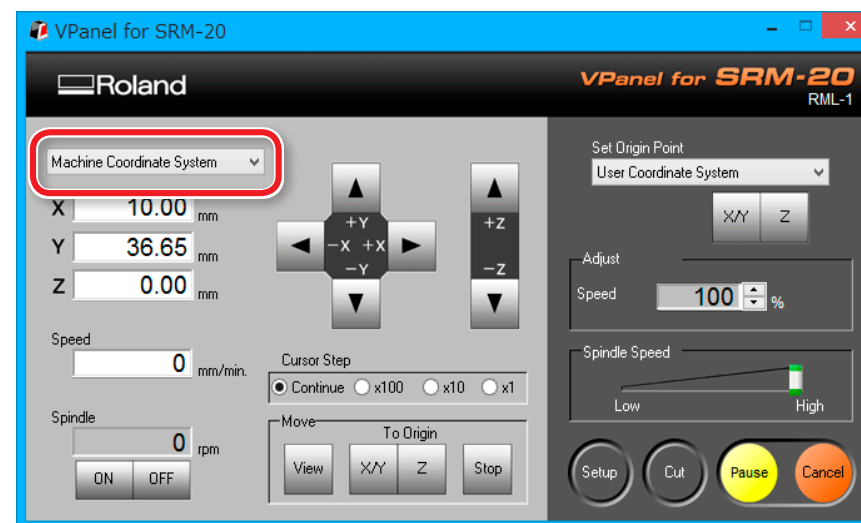 VPanel for SRM-20
Roland
VPanel for SRM-20
RML-1
Machine Coordinate System
X 10.00 mm
Y 36.65 mm
Z 0.00 mm
+Y
-X +X
-Y
+Z
-Z
Speed
0 mm/min.
Spindle
0 rpm
ON OFF
Cursor Step
Continue x100 x10 x1
Move
To Origin
View X/Y Z Stop
Set Origin Point
User Coordinate System
X/Y Z
Adjust
Speed 100 %
Spindle Speed
Low High
Setup Cut Pause Cancel